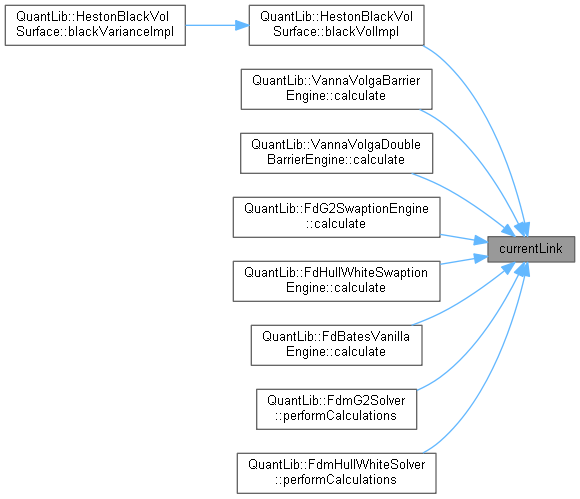 QuantLib::HestonBlackVol
Surface::blackVarianceImpl
QuantLib::HestonBlackVol
Surface::blackVolImpl
QuantLib::VannaVolgaBarrier
Engine::calculate
QuantLib::VannaVolgaDouble
BarrierEngine::calculate
QuantLib::FdG2SwaptionEngine
::calculate
QuantLib::FdHullWhiteSwaption
Engine::calculate
QuantLib::FdBatesVanilla
Engine::calculate
QuantLib::FdmG2Solver
::performCalculations
QuantLib::FdmHullWhiteSolver
::performCalculations
currentLink